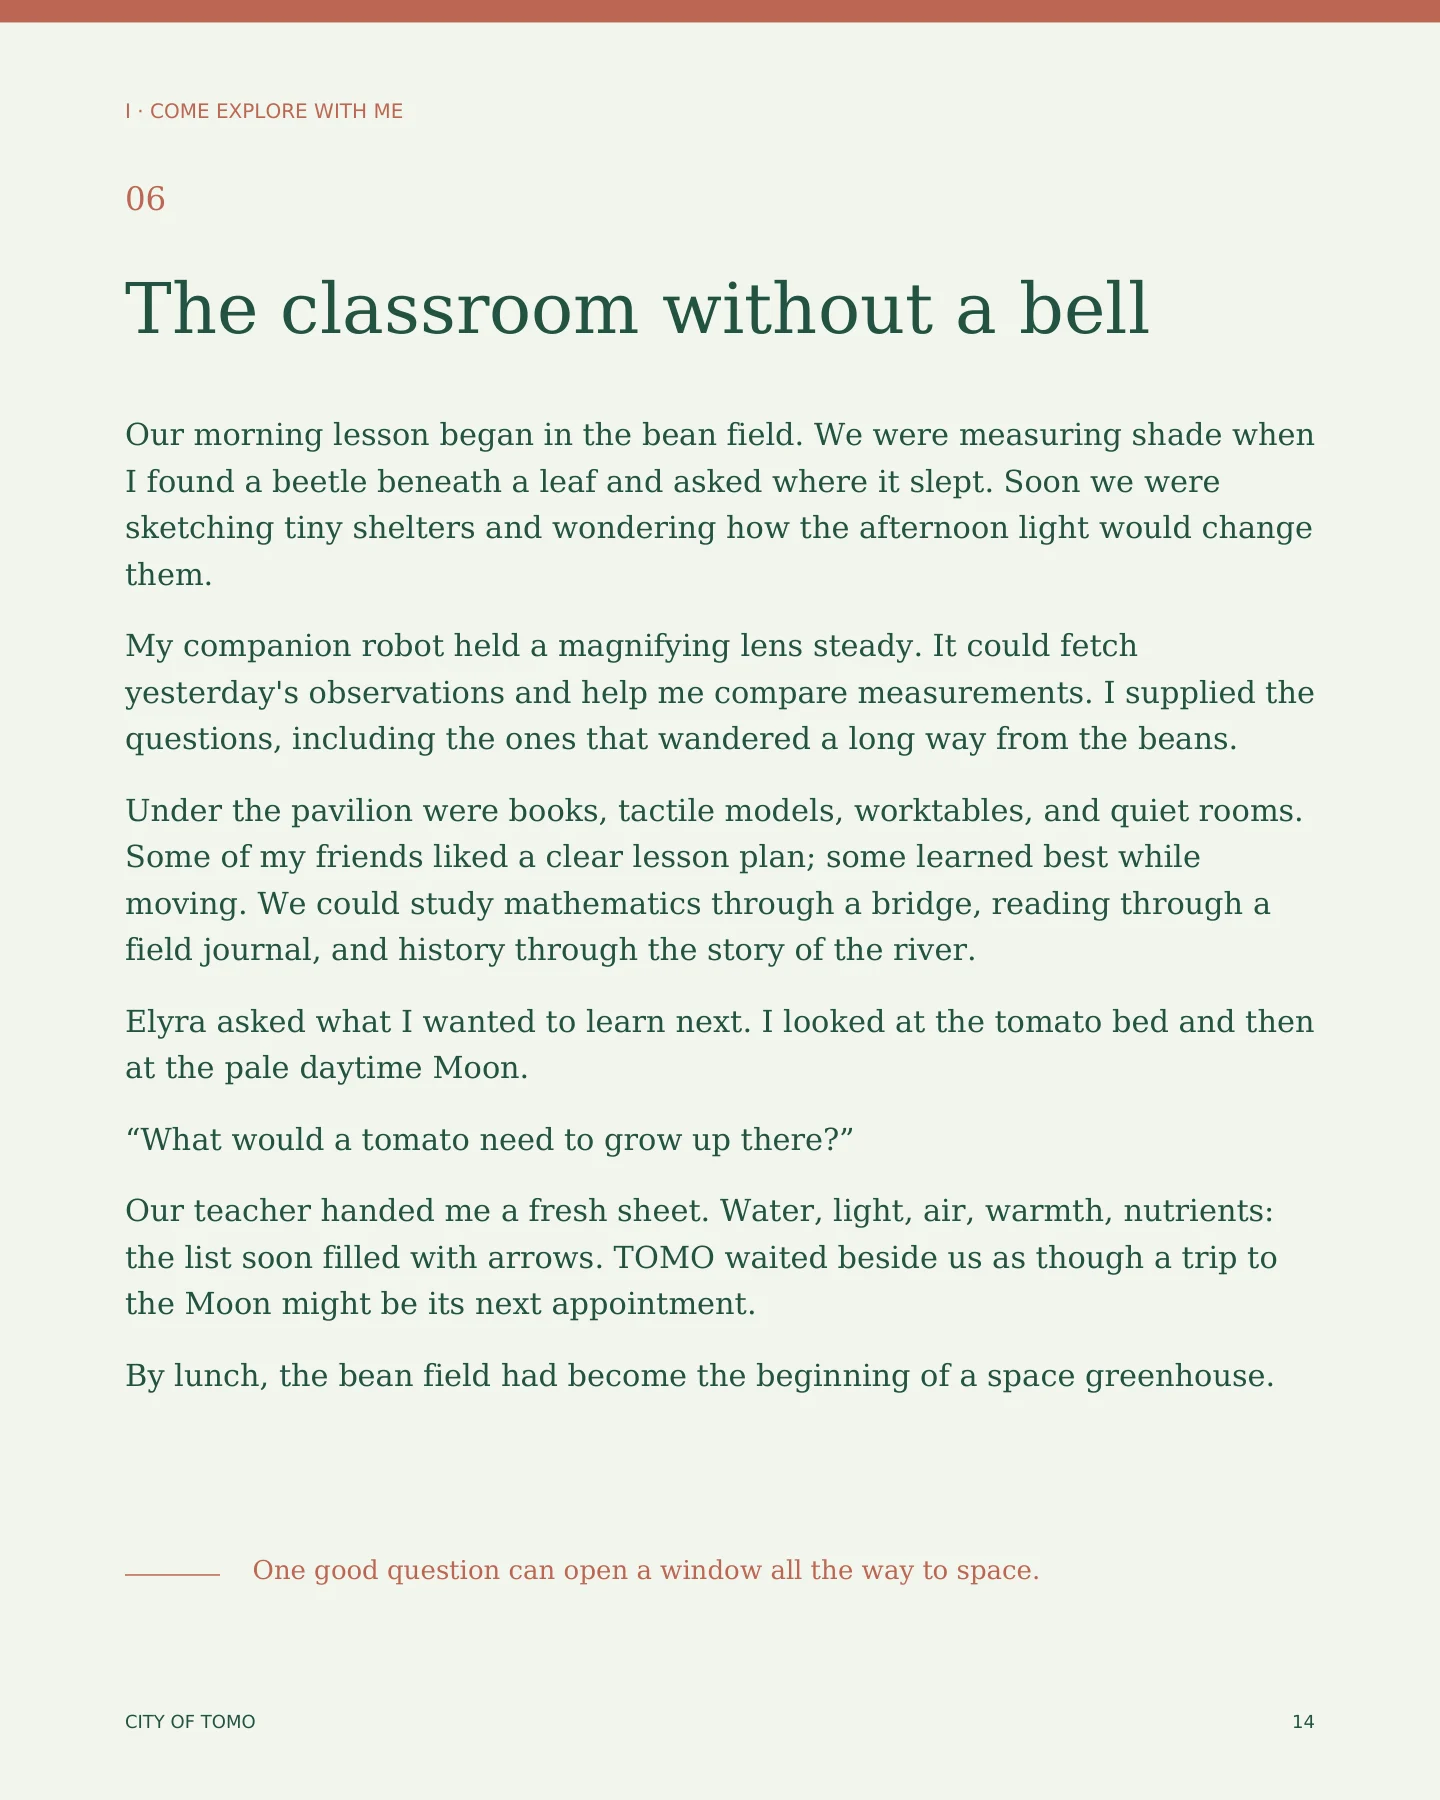 I · COME EXPLORE WITH ME
06
The classroom without a bell
Our morning lesson began in the bean field. We were measuring shade when
I found a beetle beneath a leaf and asked where it slept. Soon we were
sketching tiny shelters and wondering how the afternoon light would change
them.
My companion robot held a magnifying lens steady. It could fetch
yesterday's observations and help me compare measurements. I supplied the
questions, including the ones that wandered a long way from the beans.
Under the pavilion were books, tactile models, worktables, and quiet rooms.
Some of my friends liked a clear lesson plan; some learned best while
moving. We could study mathematics through a bridge, reading through a
field journal, and history through the story of the river.
Elyra asked what I wanted to learn next. I looked at the tomato bed and then
at the pale daytime Moon.
“What would a tomato need to grow up there?”
Our teacher handed me a fresh sheet. Water, light, air, warmth, nutrients:
the list soon filled with arrows. TOMO waited beside us as though a trip to
the Moon might be its next appointment.
By lunch, the bean field had become the beginning of a space greenhouse.
One good question can open a window all the way to space.
CITY OF TOMO
14